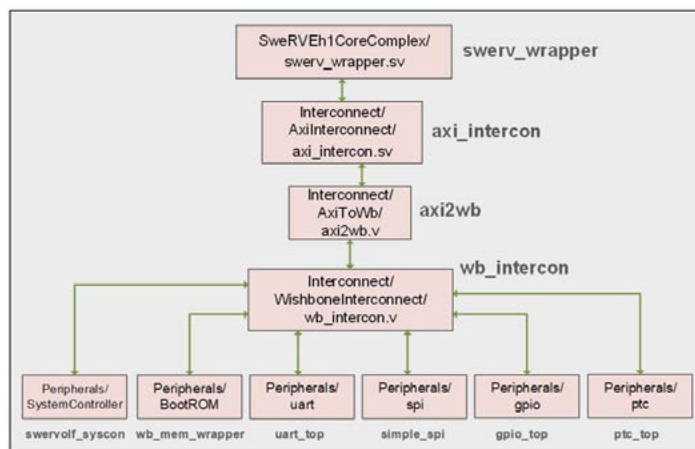 SweRVEh1CoreComplex/
swerv_wrapper.sv
swerv_wrapper
Interconnect/
AxiInterconnect/
axi_intercon.sv
axi_intercon
Interconnect/
AxiToWb/
axi2wb.v
axi2wb
wb_intercon
Interconnect/
WishboneInterconnect/
wb_intercon.v
Peripherals/
SystemController
Peripherals/
BootROM
Peripherals/
uart
Peripherals/
spi
Peripherals/
gpio
Peripherals/
ptc
swervolf_syscon
wb_mem_wrapper
uart_top
simple_spi
gpio_top
ptc_top